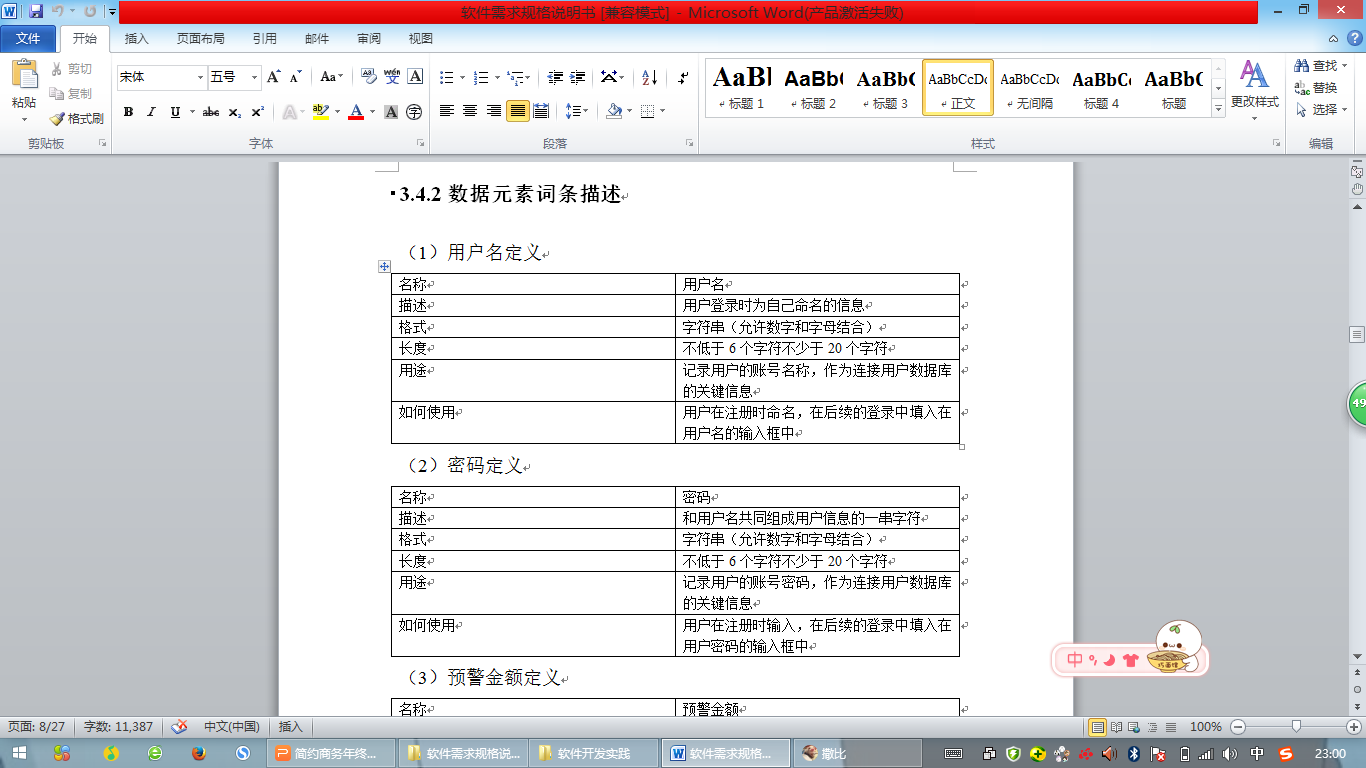 软件需求规格说明书 [兼容模式] - Microsoft Word(产品激活失败)
文件 开始 插入 页面布局 引用 邮件 审阅 视图
粘贴
剪切
复制
格式刷
剪贴板
宋体 五号
字体
段落
AaBl AaBb( AaBbC AaBbCcDc AaBbCcDc AaBbCc AaBbC
标题 1 标题 2 标题 3 正文 无间隔 标题 4 标题
更改样式
样式
查找
替换
选择
编辑
3.4.2 数据元素词条描述
（1）用户名定义
名称 用户名
描述 用户登录时为自己命名的信息
格式 字符串（允许数字和字母结合）
长度 不低于 6 个字符不少于 20 个字符
用途 记录用户的账号名称，作为连接用户数据库
的关键信息
如何使用 用户在注册时命名，在后续的登录中填入在
用户名的输入框中
（2）密码定义
名称 密码
描述 和用户名共同组成用户信息的一串字符
格式 字符串（允许数字和字母结合）
长度 不低于 6 个字符不少于 20 个字符
用途 记录用户的账号密码，作为连接用户数据库
的关键信息
如何使用 用户在注册时输入，在后续的登录中填入在
用户密码的输入框中
（3）预警金额定义
名称 预警金额
49
中
页面: 8/27 字数: 11,387 中文(中国) 插入 100%
简约商务年终... 软件需求规格说... 软件开发实践 软件需求规格... 撒比 中 23:00